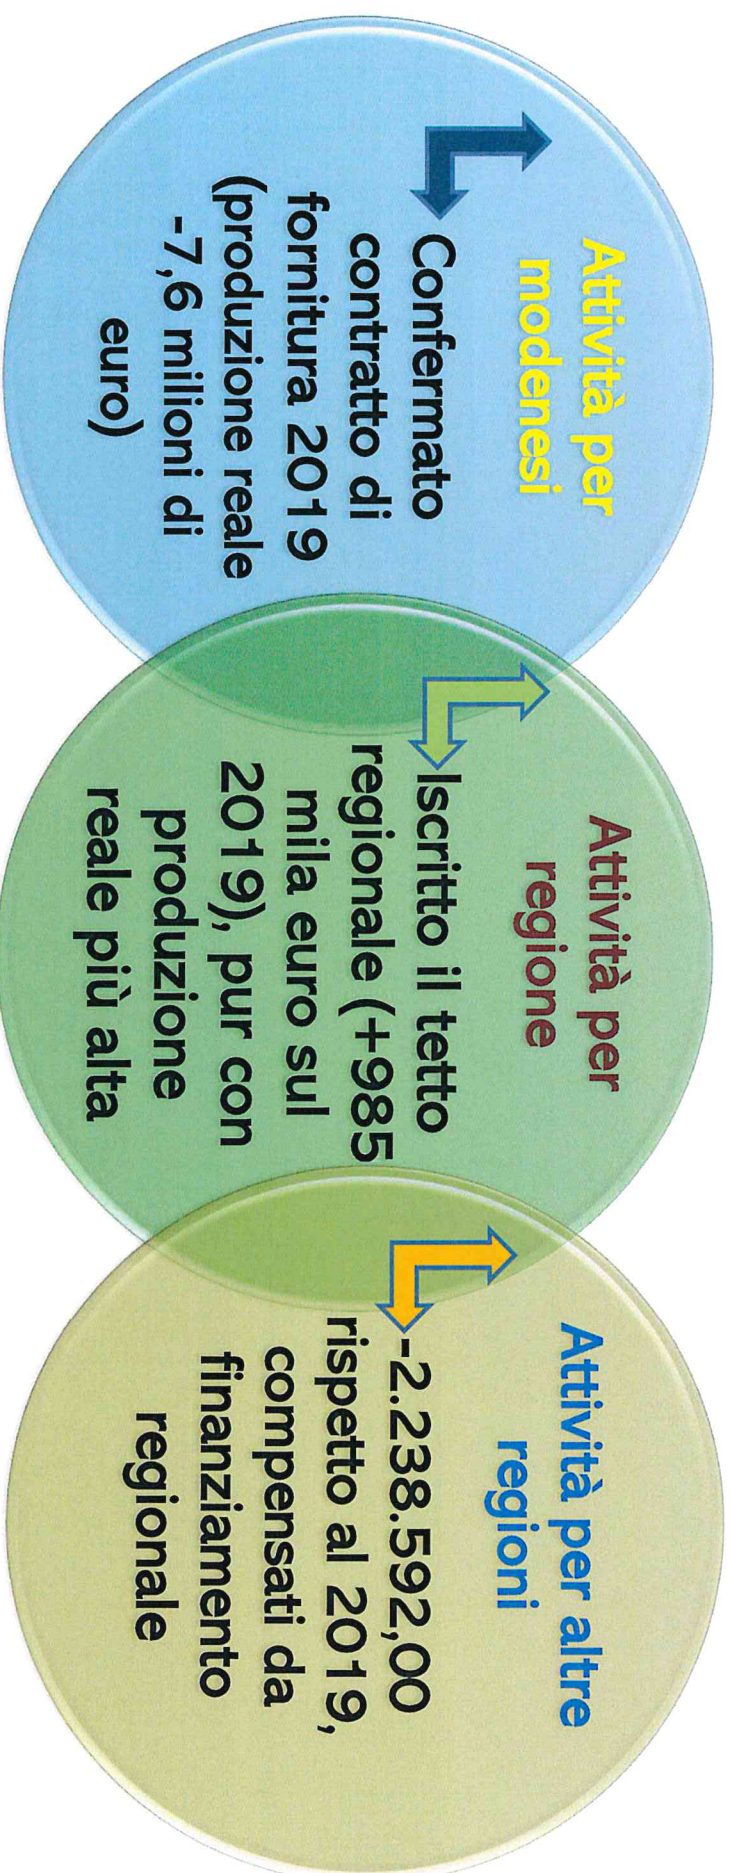 Attività per
modenesi
Confermato
contratto di
fornitura 2019
(produzione reale
-7,6 milioni di
euro)
Attività per
regione
Iscritto il tetto
regionale (+985
mila euro sul
2019), pur con
produzione
reale più alta
Attività per altre
regioni
-2.238.592,00
rispetto al 2019,
compensati da
finanziamento
regionale